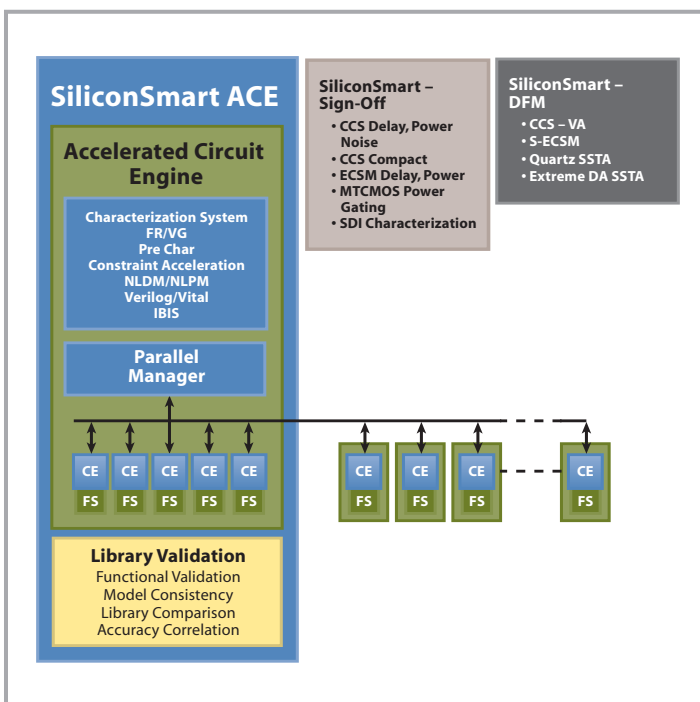 SiliconSmart ACE
Accelerated Circuit
Engine
Characterization System
FR/VG
Pre Char
Constraint Acceleration
NLDM/NLPM
Verilog/Vital
IBIS
Parallel
Manager
CE CE CE CE CE
FS FS FS FS FS
Library Validation
Functional Validation
Model Consistency
Library Comparison
Accuracy Correlation
SiliconSmart –
Sign-Off
• CCS Delay, Power
Noise
• CCS Compact
• ECSM Delay, Power
• MTCMOS Power
Gating
• SDI Characterization
SiliconSmart –
DFM
• CCS – VA
• S-ECSM
• Quartz SSTA
• Extreme DA SSTA
CE CE CE CE
FS FS FS FS